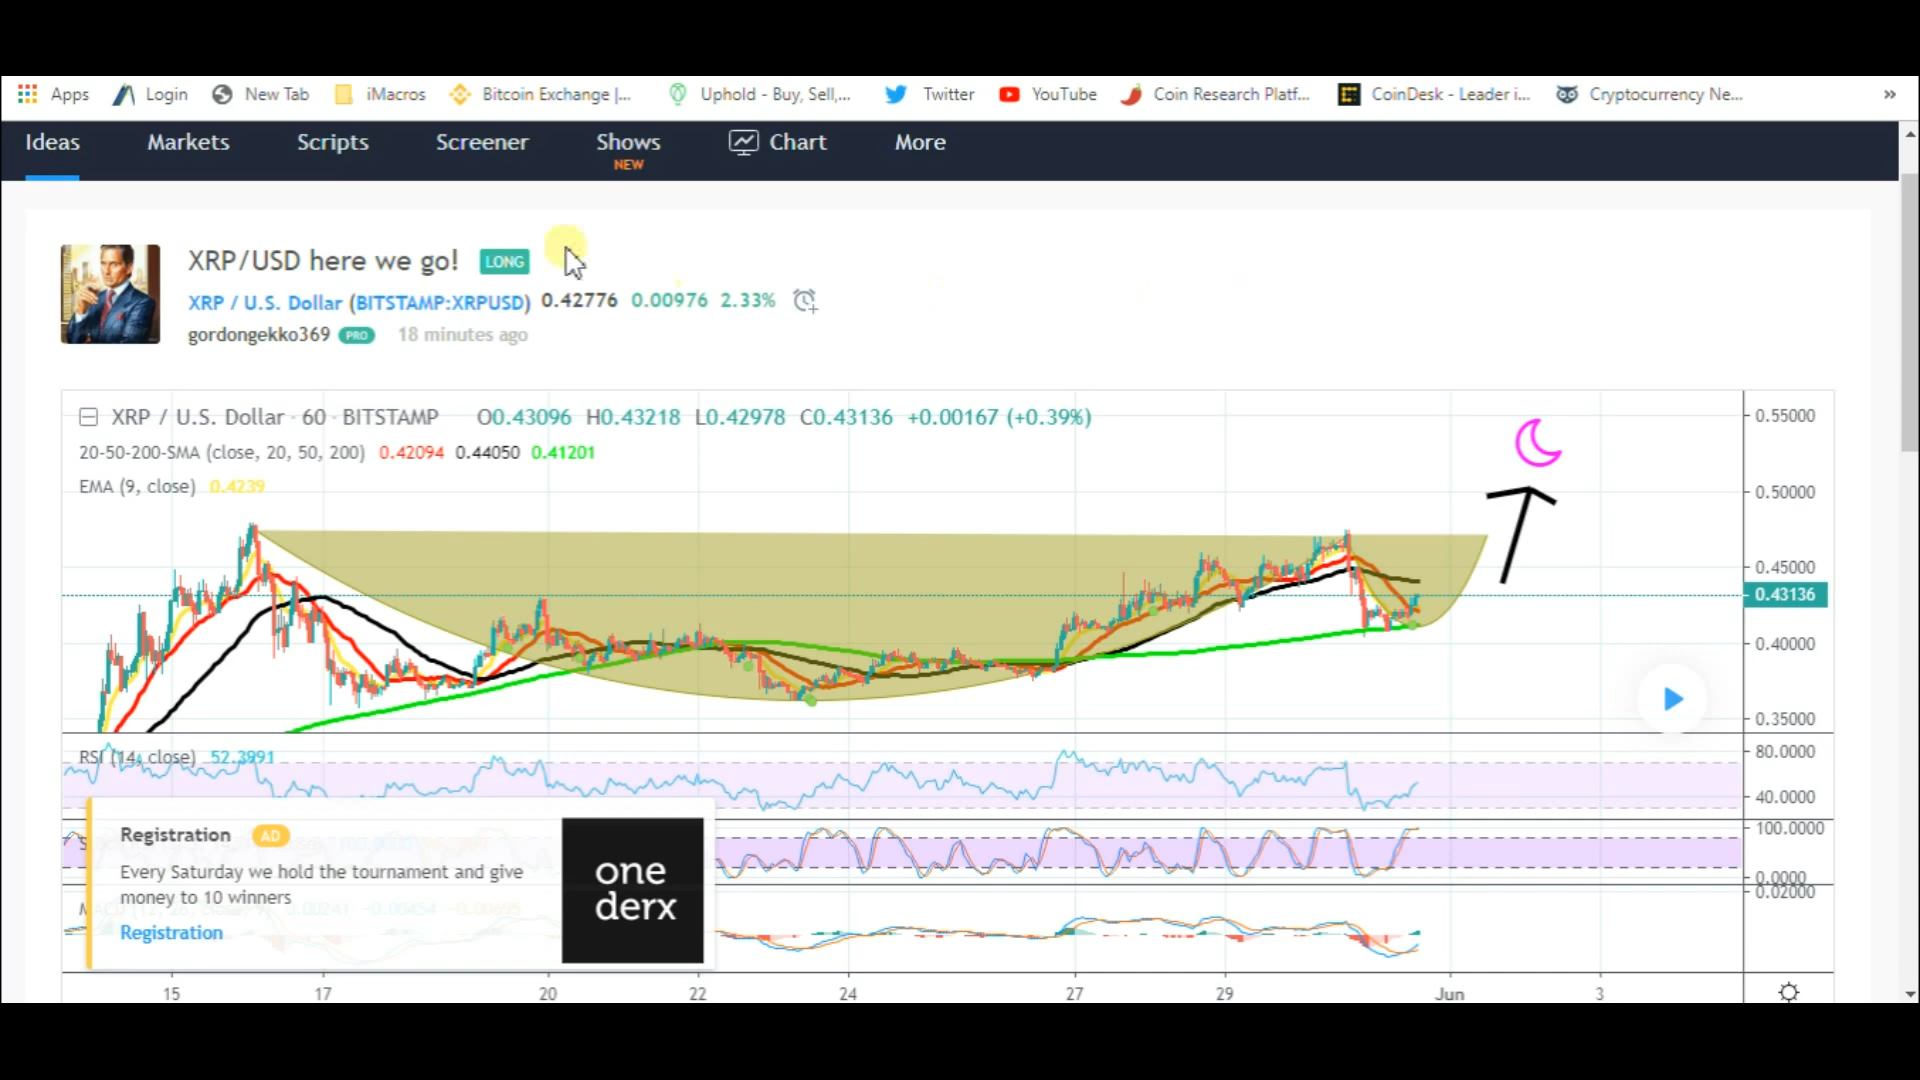 Apps Login New Tab iMacros Bitcoin Exchange |... Uphold - Buy, Sell,... Twitter YouTube Coin Research Platf... CoinDesk - Leader i... Cryptocurrency Ne... »
Ideas Markets Scripts Screener Shows Chart More
NEW
XRP/USD here we go! LONG
XRP / U.S. Dollar (BITSTAMP:XRPUSD) 0.42776 0.00976 2.33%
gordongekko369 PRO 18 minutes ago
XRP / U.S. Dollar · 60 · BITSTAMP O0.43096 H0.43218 L0.42978 C0.43136 +0.00167 (+0.39%)
20-50-200-SMA (close, 20, 50, 200) 0.42094 0.44050 0.41201
EMA (9, close) 0.4239
0.55000
0.50000
0.45000
0.43136
0.40000
0.35000
RSI (14, close) 52.3991
80.0000
40.0000
100.0000
0.0000
0.02000
Registration AD
Every Saturday we hold the tournament and give
money to 10 winners
Registration
one
derx
15 17 20 22 24 27 29 Jun 3